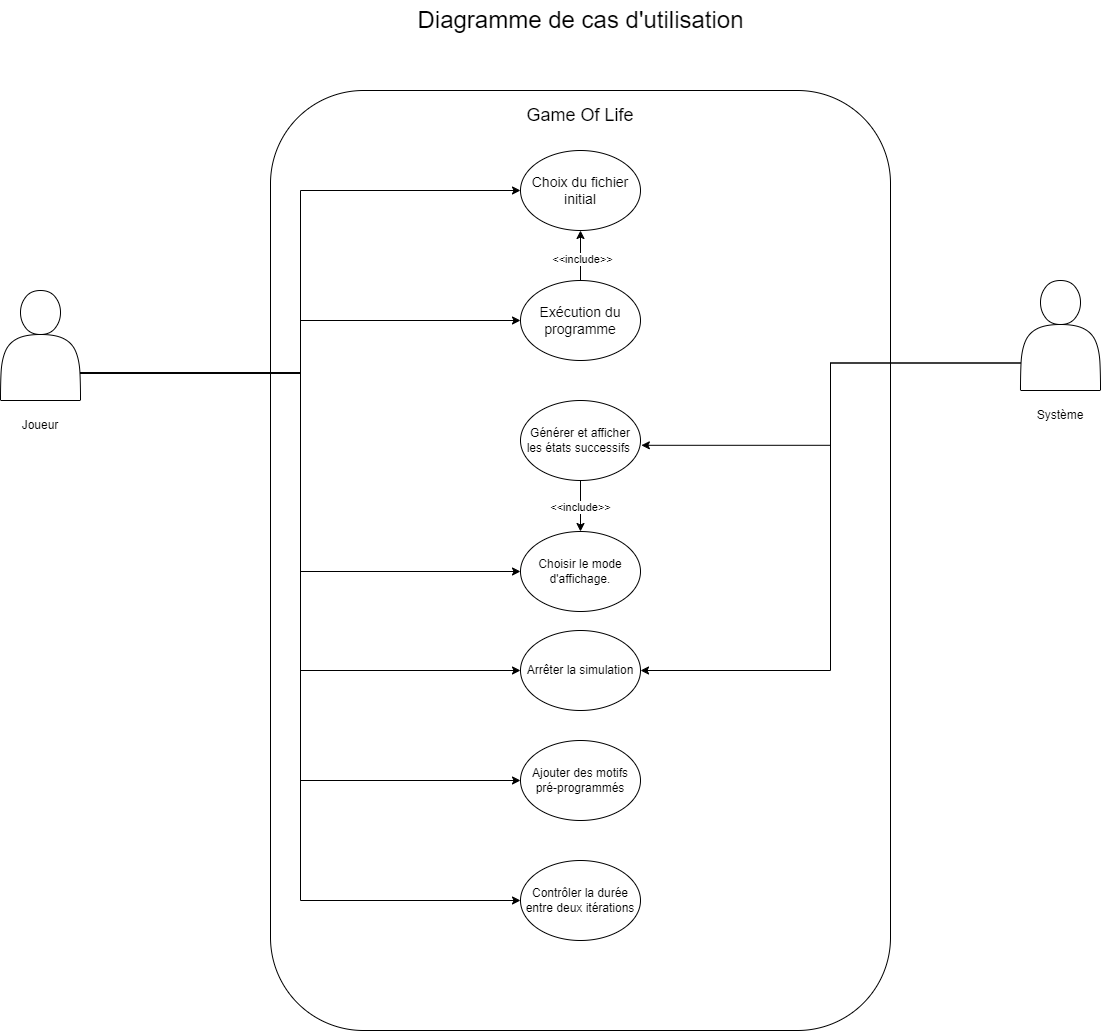 Diagramme de cas d'utilisation
Game Of Life
Choix du fichier
initial
<<include>>
Exécution du
programme
Joueur
Système
Générer et afficher
les états successifs
<<include>>
Choisir le mode
d'affichage.
Arrêter la simulation
Ajouter des motifs
pré-programmés
Contrôler la durée
entre deux itérations